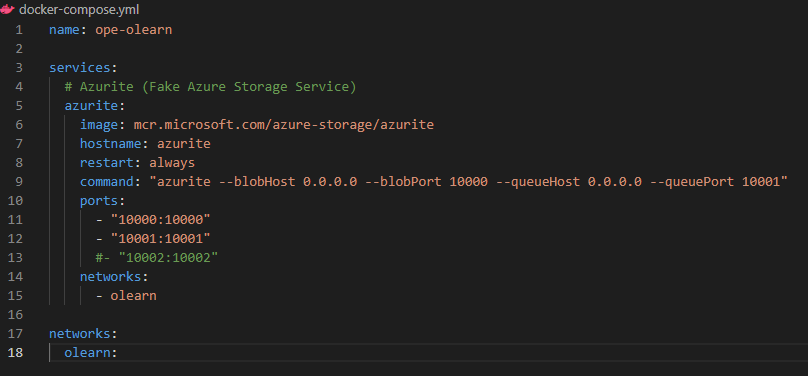 docker-compose.yml
1 name: ope-olearn
2
3 services:
4 # Azurite (Fake Azure Storage Service)
5 azurite:
6 image: mcr.microsoft.com/azure-storage/azurite
7 hostname: azurite
8 restart: always
9 command: "azurite --blobHost 0.0.0.0 --blobPort 10000 --queueHost 0.0.0.0 --queuePort 10001"
10 ports:
11 - "10000:10000"
12 - "10001:10001"
13 #- "10002:10002"
14 networks:
15 - olearn
16
17 networks:
18 olearn: